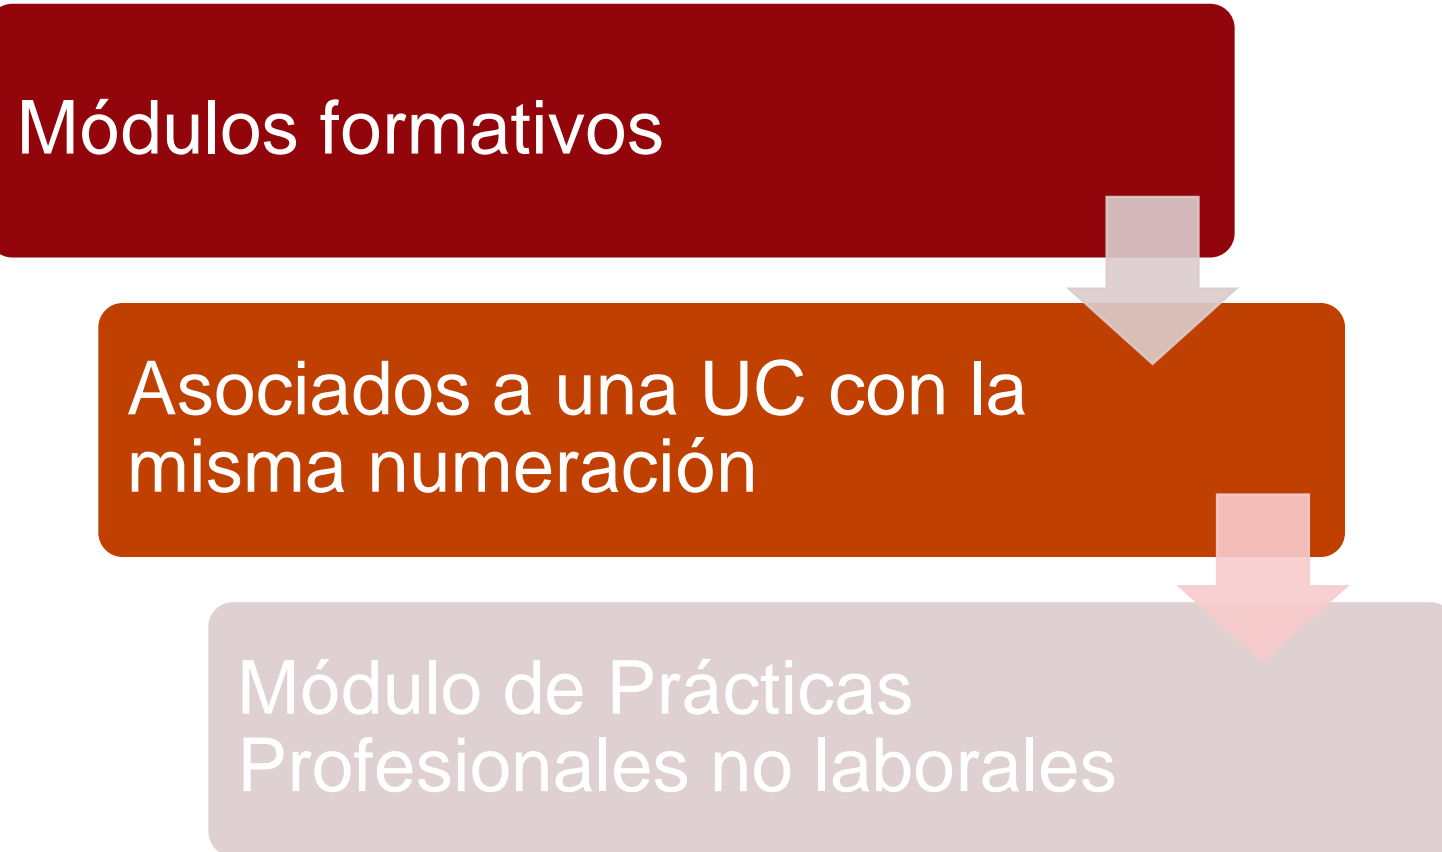 Módulos formativos
Asociados a una UC con la
misma numeración
Módulo de Prácticas
Profesionales no laborales